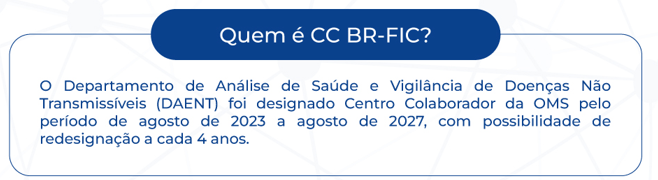 Quem é CC BR-FIC?
O Departamento de Análise de Saúde e Vigilância de Doenças Não
Transmissíveis (DAENT) foi designado Centro Colaborador da OMS pelo
período de agosto de 2023 a agosto de 2027, com possibilidade de
redesignação a cada 4 anos.